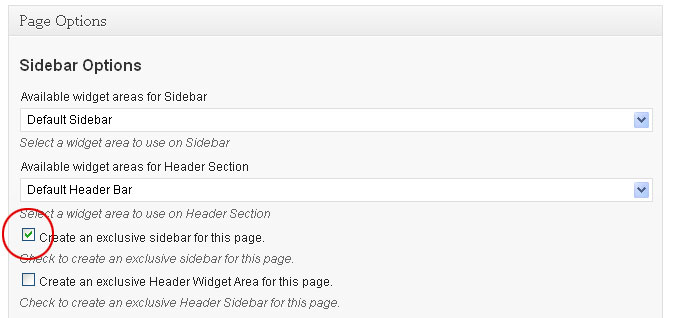 Page Options
Sidebar Options
Available widget areas for Sidebar
Default Sidebar
Select a widget area to use on Sidebar
Available widget areas for Header Section
Default Header Bar
Select a widget area to use on Header Section
Create an exclusive sidebar for this page.
Check to create an exclusive sidebar for this page.
Create an exclusive Header Widget Area for this page.
Check to create an exclusive Header Sidebar for this page.